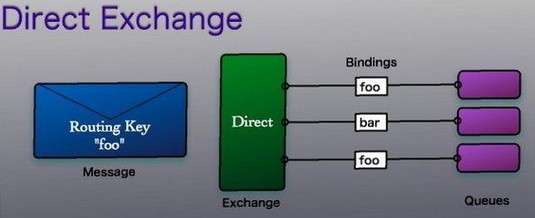 Direct Exchange
Bindings
foo
Routing Key
"foo"
Direct
bar
foo
Message
Exchange
Queues